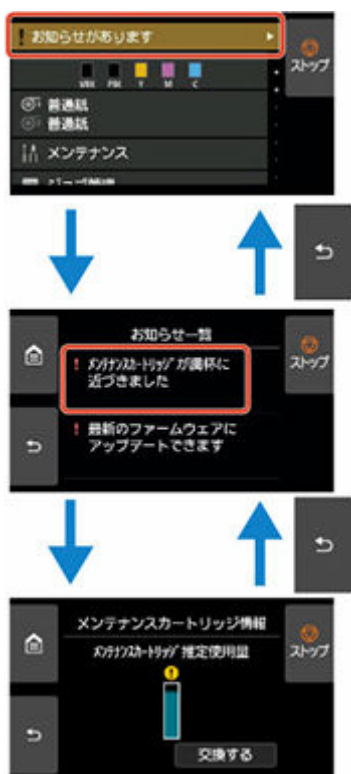 ! お知らせがあります
ストップ
MBK PBK Y M C
普通紙
普通紙
メンテナンス
お知らせ一覧
ストップ
! ﾒﾝﾃﾅﾝｽｶｰﾄﾘｯｼﾞが満杯に
近づきました
! 最新のファームウェアに
アップデートできます
メンテナンスカートリッジ情報
ストップ
ﾒﾝﾃﾅﾝｽｶｰﾄﾘｯｼﾞ推定使用量
!
交換する